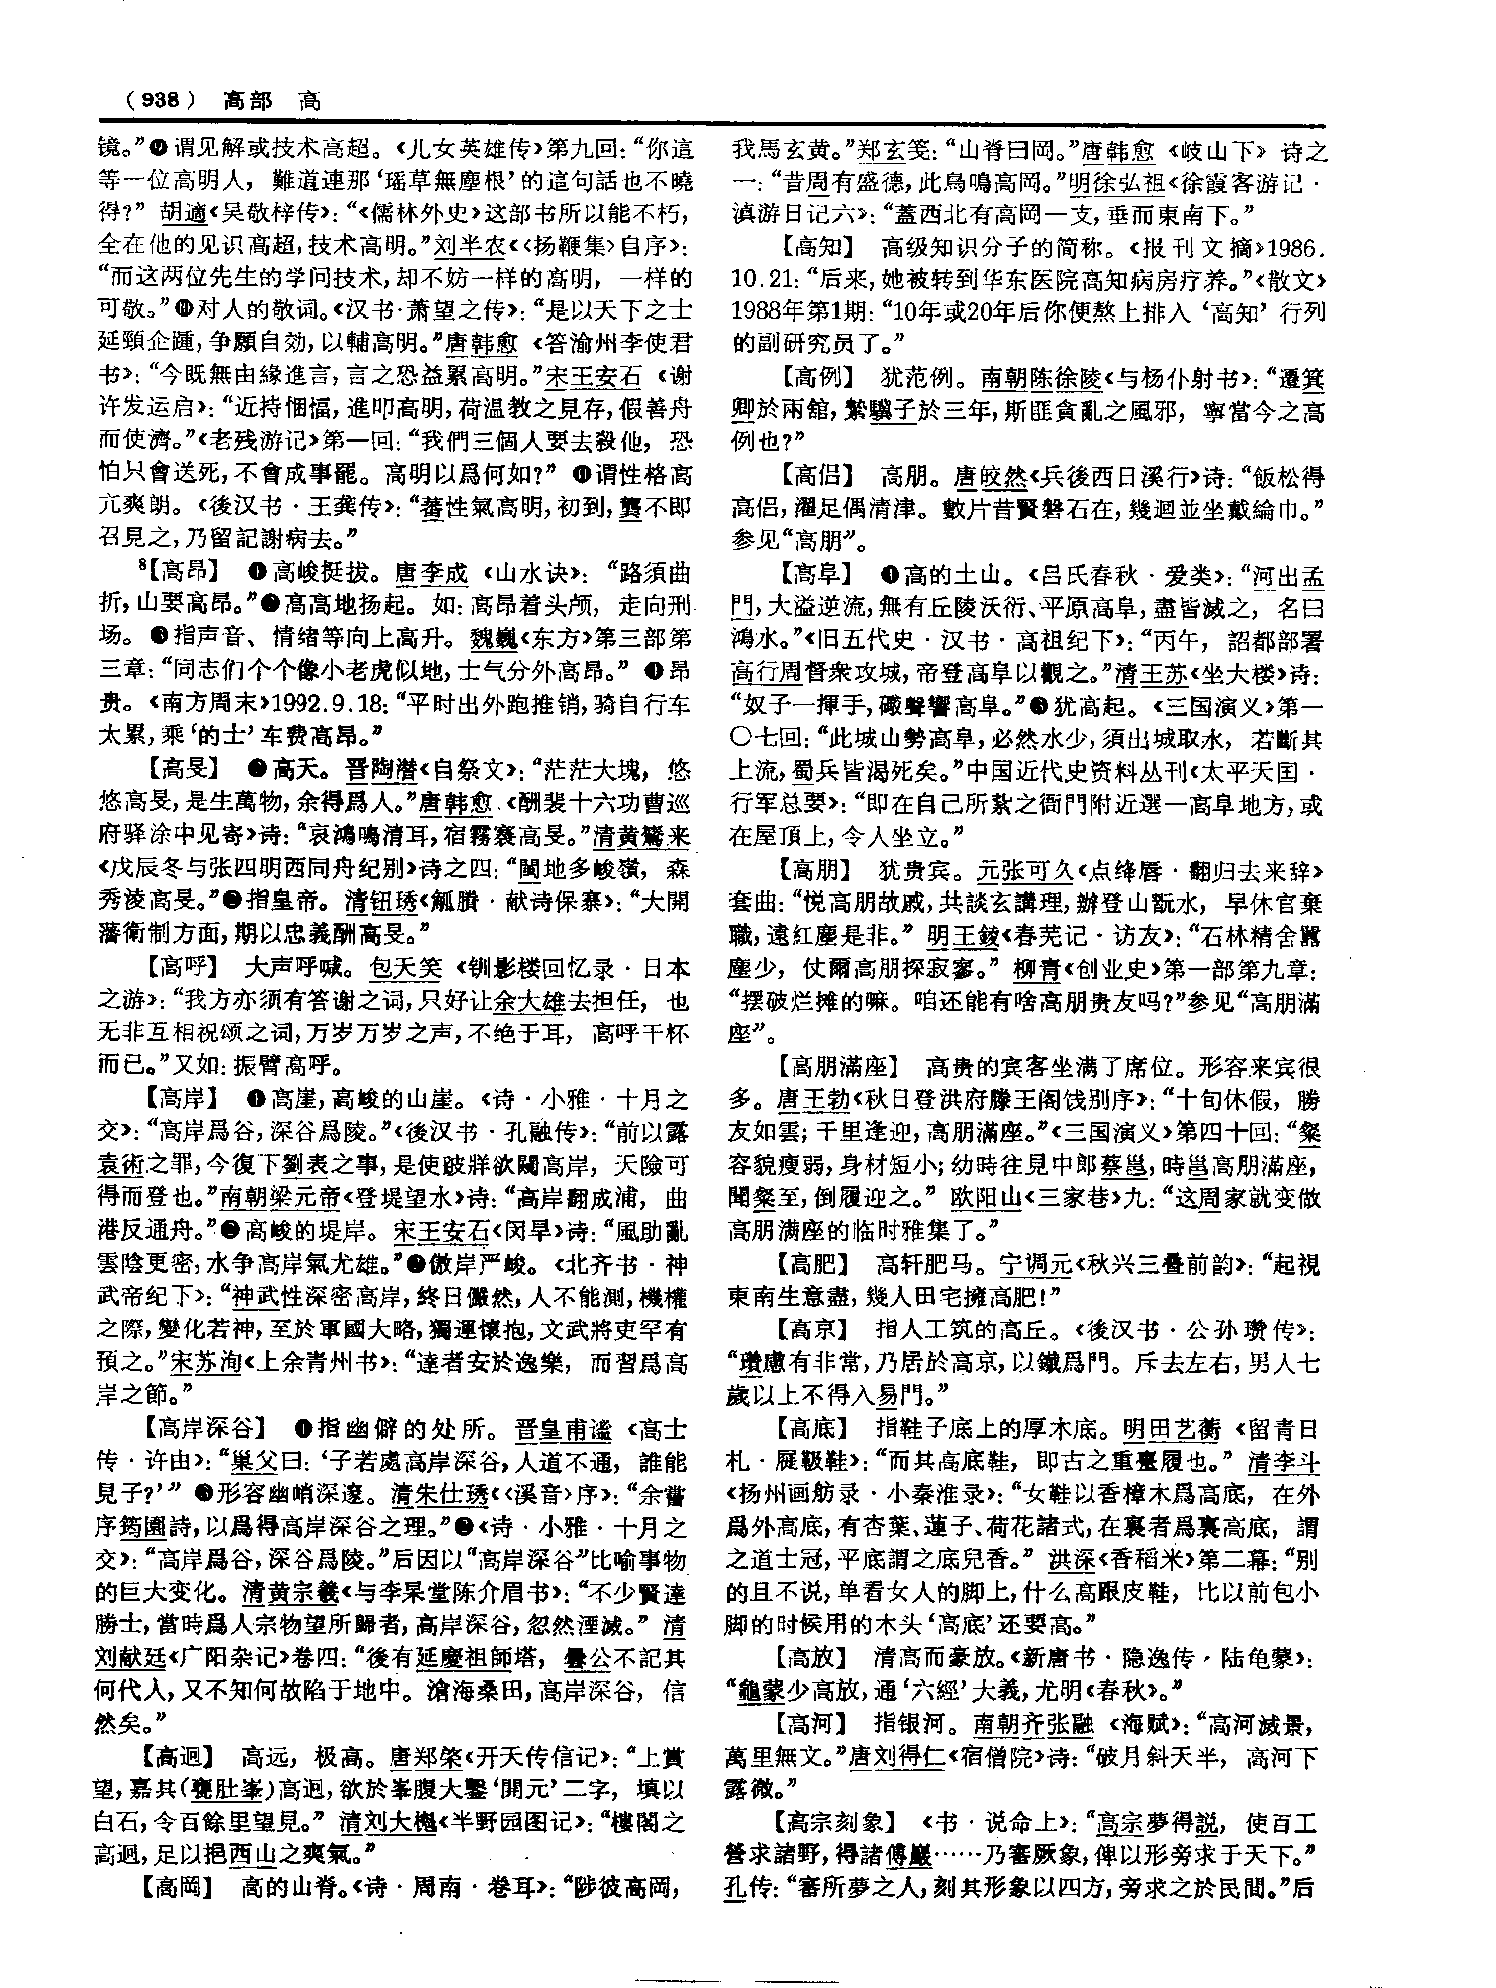 （938） 高部 高
镜。”❾谓见解或技术高超。《儿女英雄传》第九回：“你這
等一位高明人，難道連那‘瑶草無塵根’的這句話也不曉
得？”胡適《吴敬梓传》：“《儒林外史》这部书所以能不朽，
全在他的见识高超，技术高明。”刘半农《〈扬鞭集〉自序》：
“而这两位先生的学问技术，却不妨一样的高明，一样的
可敬。”❿对人的敬词。《汉书·萧望之传》：“是以天下之士
延頸企踵，争願自効，以輔高明。”唐韩愈《答渝州李使君
书》：“今既無由緣進言，言之恐益累高明。”宋王安石《谢
许发运启》：“近持悃愊，進叩高明，荷温教之見存，假善舟
而使濟。”《老残游记》第一回：“我們三個人要去殺他，恐
怕只會送死，不會成事罷。高明以爲何如？”⓫谓性格高
亢爽朗。《後汉书·王龚传》：“蕃性氣高明，初到，龔不即
召見之，乃留記謝病去。”
⁸【高昂】 ❶高峻挺拔。唐李成《山水诀》：“路須曲
折，山要高昂。”❷高高地扬起。如：高昂着头颅，走向刑
场。❸指声音、情绪等向上高升。魏巍《东方》第三部第
三章：“同志们个个像小老虎似地，士气分外高昂。”❹昂
贵。《南方周末》1992.9.18：“平时出外跑推销，骑自行车
太累，乘‘的士’车费高昂。”
【高旻】 ❶高天。晋陶潜《自祭文》：“茫茫大塊，悠
悠高旻，是生萬物，余得爲人。”唐韩愈《酬裴十六功曹巡
府驿涂中见寄》诗：“哀鴻鳴清耳，宿霧褰高旻。”清黄鷟来
《戊辰冬与张四明西同舟纪别》诗之四：“閩地多峻嶺，森
秀淩高旻。”❷指皇帝。清钮琇《觚賸·献诗保寨》：“大開
藩衛制方面，期以忠義酬高旻。”
【高呼】 大声呼喊。包天笑《钏影楼回忆录·日本
之游》：“我方亦须有答谢之词，只好让余大雄去担任，也
无非互相祝颂之词，万岁万岁之声，不绝于耳，高呼干杯
而已。”又如：振臂高呼。
【高岸】 ❶高崖，高峻的山崖。《诗·小雅·十月之
交》：“高岸爲谷，深谷爲陵。”《後汉书·孔融传》：“前以露
袁術之罪，今復下劉表之事，是使跛牂欲闚高岸，天險可
得而登也。”南朝梁元帝《登堤望水》诗：“高岸翻成浦，曲
港反通舟。”❷高峻的堤岸。宋王安石《闵旱》诗：“風助亂
雲陰更密，水争高岸氣尤雄。”❸傲岸严峻。《北齐书·神
武帝纪下》：“神武性深密高岸，終日儼然，人不能測，機權
之際，變化若神，至於軍國大略，獨運懷抱，文武將吏罕有
預之。”宋苏洵《上余青州书》：“達者安於逸樂，而習爲高
岸之節。”
【高岸深谷】 ❶指幽僻的处所。晋皇甫谧《高士
传·许由》：“巢父曰：‘子若處高岸深谷，人道不通，誰能
見子？’”❷形容幽峭深邃。清朱仕琇《〈溪音〉序》：“余嘗
序筠園詩，以爲得高岸深谷之理。”❸《诗·小雅·十月之
交》：“高岸爲谷，深谷爲陵。”后因以“高岸深谷”比喻事物
的巨大变化。清黄宗羲《与李杲堂陈介眉书》：“不少賢達
勝士，當時爲人宗物望所歸者，高岸深谷，忽然湮滅。”清
刘献廷《广阳杂记》卷四：“後有延慶祖師塔，曇公不記其
何代人，又不知何故陷于地中。滄海桑田，高岸深谷，信
然矣。”
【高迥】 高远，极高。唐郑棨《开天传信记》：“上賞
望，嘉其（甕肚峯）高迥，欲於峯腹大鑿‘開元’二字，填以
白石，令百餘里望見。”清刘大櫆《半野园图记》：“樓閣之
高迥，足以挹西山之爽氣。”
【高岡】 高的山脊。《诗·周南·卷耳》：“陟彼高岡，
我馬玄黄。”郑玄笺：“山脊曰岡。”唐韩愈《岐山下》诗之
一：“昔周有盛德，此鳥鳴高岡。”明徐弘祖《徐霞客游记·
滇游日记六》：“蓋西北有高岡一支，垂而東南下。”
【高知】 高级知识分子的简称。《报刊文摘》1986.
10.21：“后来，她被转到华东医院高知病房疗养。”《散文》
1988年第1期：“10年或20年后你便熬上排入‘高知’行列
的副研究员了。”
【高例】 犹范例。南朝陈徐陵《与杨仆射书》：“遷箕
卿於兩館，縶驥子於三年，斯匪貪亂之風邪，寧當今之高
例也？”
【高侣】 高朋。唐皎然《兵後西日溪行》诗：“飯松得
高侣，濯足偶清津。數片昔賢磐石在，幾迴並坐戴綸巾。”
参见“高朋”。
【高阜】 ❶高的土山。《吕氏春秋·爱类》：“河出孟
門，大溢逆流，無有丘陵沃衍、平原高阜，盡皆滅之，名曰
鴻水。”《旧五代史·汉书·高祖纪下》：“丙午，詔都部署
高行周督衆攻城，帝登高阜以觀之。”清王苏《坐大楼》诗：
“奴子一揮手，礮聲響高阜。”❷犹高起。《三国演义》第一
〇七回：“此城山勢高阜，必然水少，須出城取水，若斷其
上流，蜀兵皆渴死矣。”中国近代史资料丛刊《太平天囯·
行军总要》：“即在自己所紮之衙門附近選一高阜地方，或
在屋頂上，令人坐立。”
【高朋】 犹贵宾。元张可久《点绛唇·翻归去来辞》
套曲：“悦高朋故戚，共談玄講理，辦登山翫水，早休官棄
職，遠紅塵是非。”明王錂《春芜记·访友》：“石林精舍囂
塵少，仗爾高朋探寂寥。”柳青《创业史》第一部第九章：
“摆破烂摊的嘛。咱还能有啥高朋贵友吗？”参见“高朋滿
座”。
【高朋滿座】 高贵的宾客坐满了席位。形容来宾很
多。唐王勃《秋日登洪府滕王阁饯别序》：“十旬休假，勝
友如雲；千里逢迎，高朋滿座。”《三国演义》第四十回：“粲
容貌瘦弱，身材短小；幼時往見中郎蔡邕，時邕高朋滿座，
聞粲至，倒履迎之。”欧阳山《三家巷》九：“这周家就变做
高朋满座的临时雅集了。”
【高肥】 高轩肥马。宁调元《秋兴三叠前韵》：“起視
東南生意盡，幾人田宅擁高肥！”
【高京】 指人工筑的高丘。《後汉书·公孙瓒传》：
“瓚慮有非常，乃居於高京，以鐵爲門。斥去左右，男人七
歲以上不得入易門。”
【高底】 指鞋子底上的厚木底。明田艺蘅《留青日
札·屐靸鞋》：“而其高底鞋，即古之重臺履也。”清李斗
《扬州画舫录·小秦淮录》：“女鞋以香樟木爲高底，在外
爲外高底，有杏葉、蓮子、荷花諸式，在裏者爲裏高底，謂
之道士冠，平底謂之底兒香。”洪深《香稻米》第二幕：“别
的且不说，单看女人的脚上，什么高跟皮鞋，比以前包小
脚的时候用的木头‘高底’还要高。”
【高放】 清高而豪放。《新唐书·隐逸传·陆龟蒙》：
“龜蒙少高放，通‘六經’大義，尤明《春秋》。”
【高河】 指银河。南朝齐张融《海赋》：“高河滅景，
萬里無文。”唐刘得仁《宿僧院》诗：“破月斜天半，高河下
露微。”
【高宗刻象】 《书·说命上》：“高宗夢得説，使百工
營求諸野，得諸傅巖……乃審厥象，俾以形旁求于天下。”
孔传：“審所夢之人，刻其形象以四方，旁求之於民間。”后